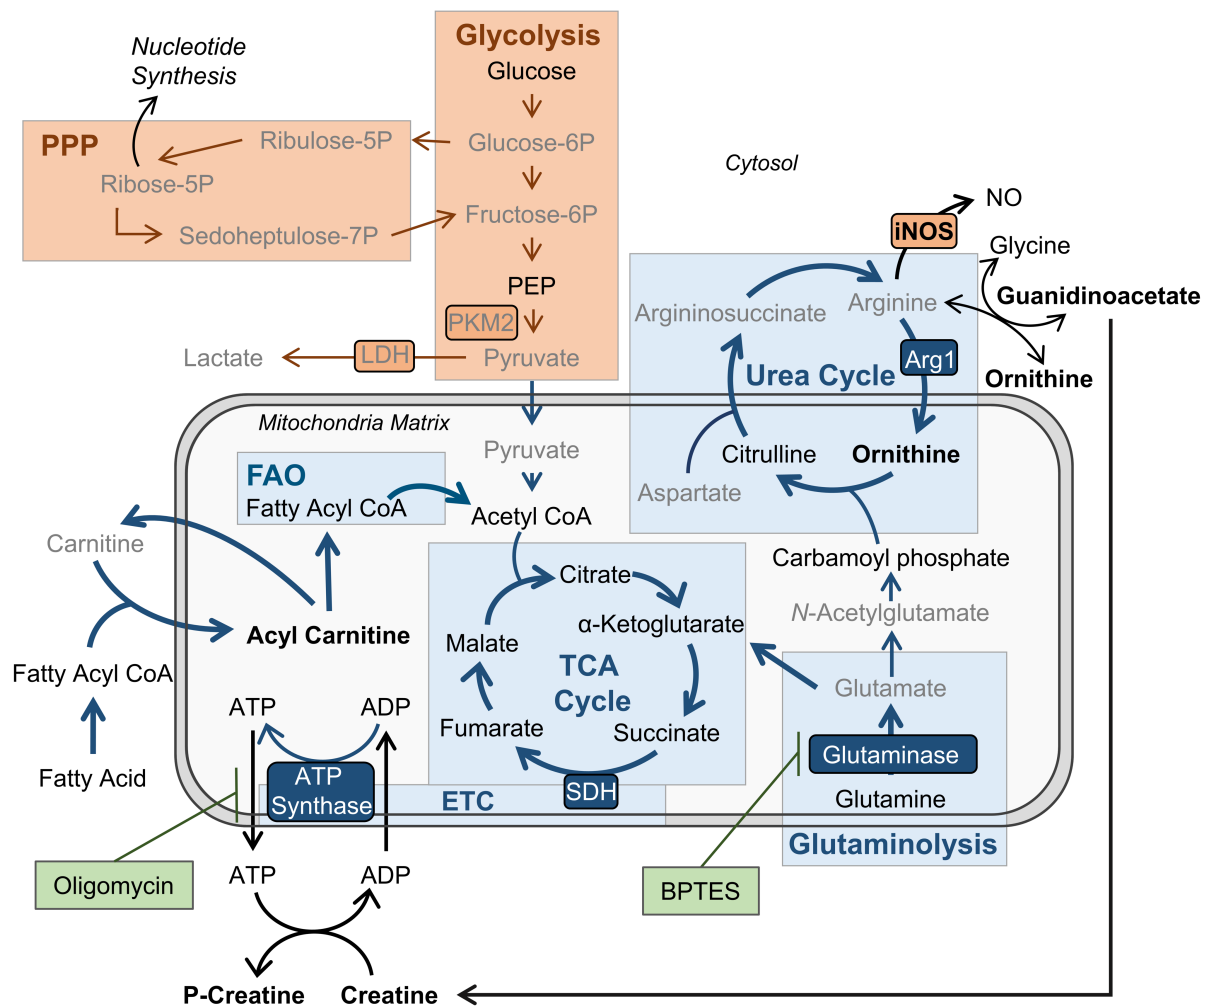 Glycolysis
Nucleotide
Synthesis
Glucose
PPP
Ribulose-5P
Glucose-6P
Ribose-5P
Cytosol
Fructose-6P
Sedoheptulose-7P
NO
iNOS
Glycine
PEP
Guanidinoacetate
Argininosuccinate
Arginine
PKM2
Lactate
LDH
Pyruvate
Arg1
Urea Cycle
Ornithine
Mitochondria Matrix
Pyruvate
Citrulline
Ornithine
FAO
Fatty Acyl CoA
Aspartate
Acetyl CoA
Carnitine
Carbamoyl phosphate
Citrate
N-Acetylglutamate
α-Ketoglutarate
Acyl Carnitine
Malate
TCA
Cycle
Fatty Acyl CoA
Glutamate
ATP
ADP
Fumarate
Succinate
Glutaminase
Fatty Acid
ATP
Synthase
ETC
SDH
Glutamine
Glutaminolysis
Oligomycin
ATP
ADP
BPTES
P-Creatine
Creatine